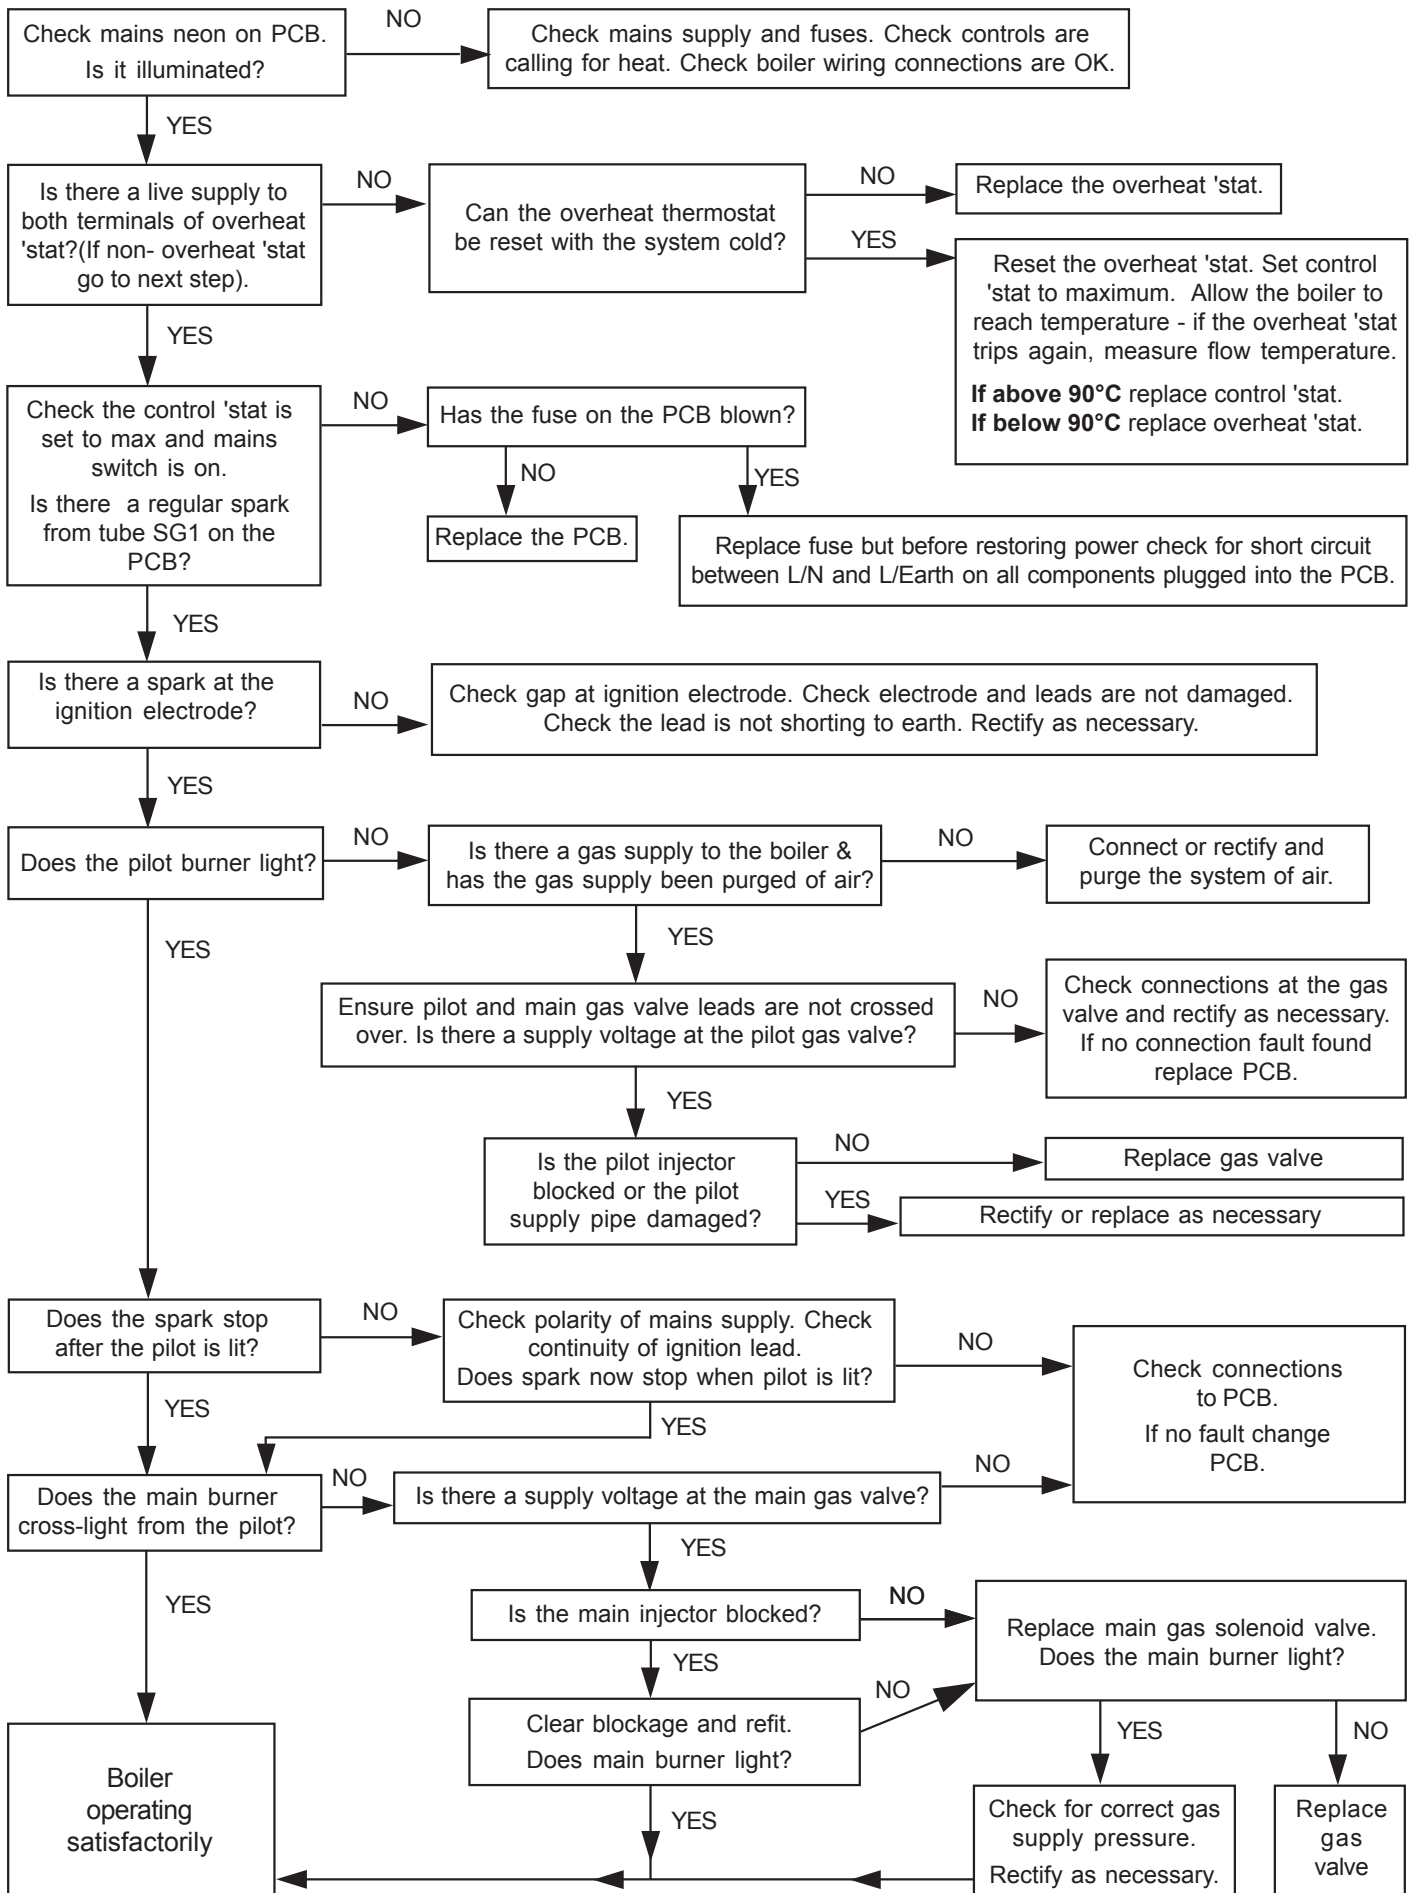 Check mains neon on PCB.
Is it illuminated?
NO
Check mains supply and fuses. Check controls are
calling for heat. Check boiler wiring connections are OK.
YES
Is there a live supply to
both terminals of overheat
'stat?(If non- overheat 'stat
go to next step).
NO
Can the overheat thermostat
be reset with the system cold?
NO
Replace the overheat 'stat.
YES
Reset the overheat 'stat. Set control
'stat to maximum. Allow the boiler to
reach temperature - if the overheat 'stat
trips again, measure flow temperature.
If above 90°C replace control 'stat.
If below 90°C replace overheat 'stat.
YES
Check the control 'stat is
set to max and mains
switch is on.
Is there a regular spark
from tube SG1 on the
PCB?
NO
Has the fuse on the PCB blown?
NO
Replace the PCB.
YES
Replace fuse but before restoring power check for short circuit
between L/N and L/Earth on all components plugged into the PCB.
YES
Is there a spark at the
ignition electrode?
NO
Check gap at ignition electrode. Check electrode and leads are not damaged.
Check the lead is not shorting to earth. Rectify as necessary.
YES
Does the pilot burner light?
NO
Is there a gas supply to the boiler &
has the gas supply been purged of air?
NO
Connect or rectify and
purge the system of air.
YES
YES
Ensure pilot and main gas valve leads are not crossed
over. Is there a supply voltage at the pilot gas valve?
NO
Check connections at the gas
valve and rectify as necessary.
If no connection fault found
replace PCB.
YES
Is the pilot injector
blocked or the pilot
supply pipe damaged?
NO
Replace gas valve
YES
Rectify or replace as necessary
Does the spark stop
after the pilot is lit?
NO
Check polarity of mains supply. Check
continuity of ignition lead.
Does spark now stop when pilot is lit?
NO
Check connections
to PCB.
If no fault change
PCB.
YES
YES
Does the main burner
cross-light from the pilot?
NO
Is there a supply voltage at the main gas valve?
NO
YES
YES
Is the main injector blocked?
NO
Replace main gas solenoid valve.
Does the main burner light?
YES
Clear blockage and refit.
Does main burner light?
NO
YES
NO
YES
Boiler
operating
satisfactorily
Check for correct gas
supply pressure.
Rectify as necessary.
Replace
gas
valve